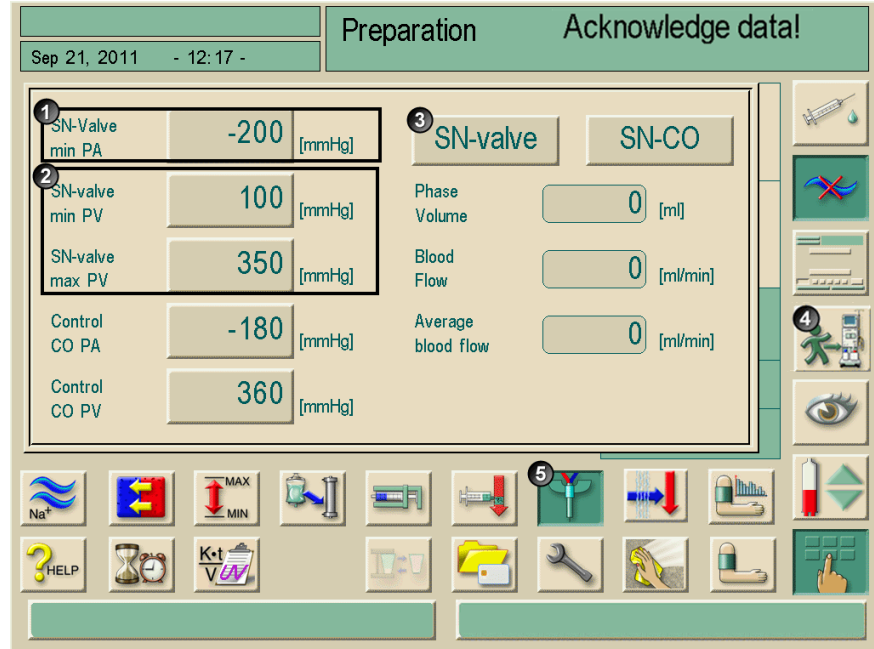 Preparation
Acknowledge data!
Sep 21, 2011 - 12:17 -
1
SN-Valve
min PA
-200
[mmHg]
2
SN-valve
min PV
100
[mmHg]
SN-valve
max PV
350
[mmHg]
Control
CO PA
-180
[mmHg]
Control
CO PV
360
[mmHg]
3
SN-valve
SN-CO
Phase
Volume
0
[ml]
Blood
Flow
0
[ml/min]
Average
blood flow
0
[ml/min]
4
5
Na+
MAX
MIN
HELP
K•t
V
UV